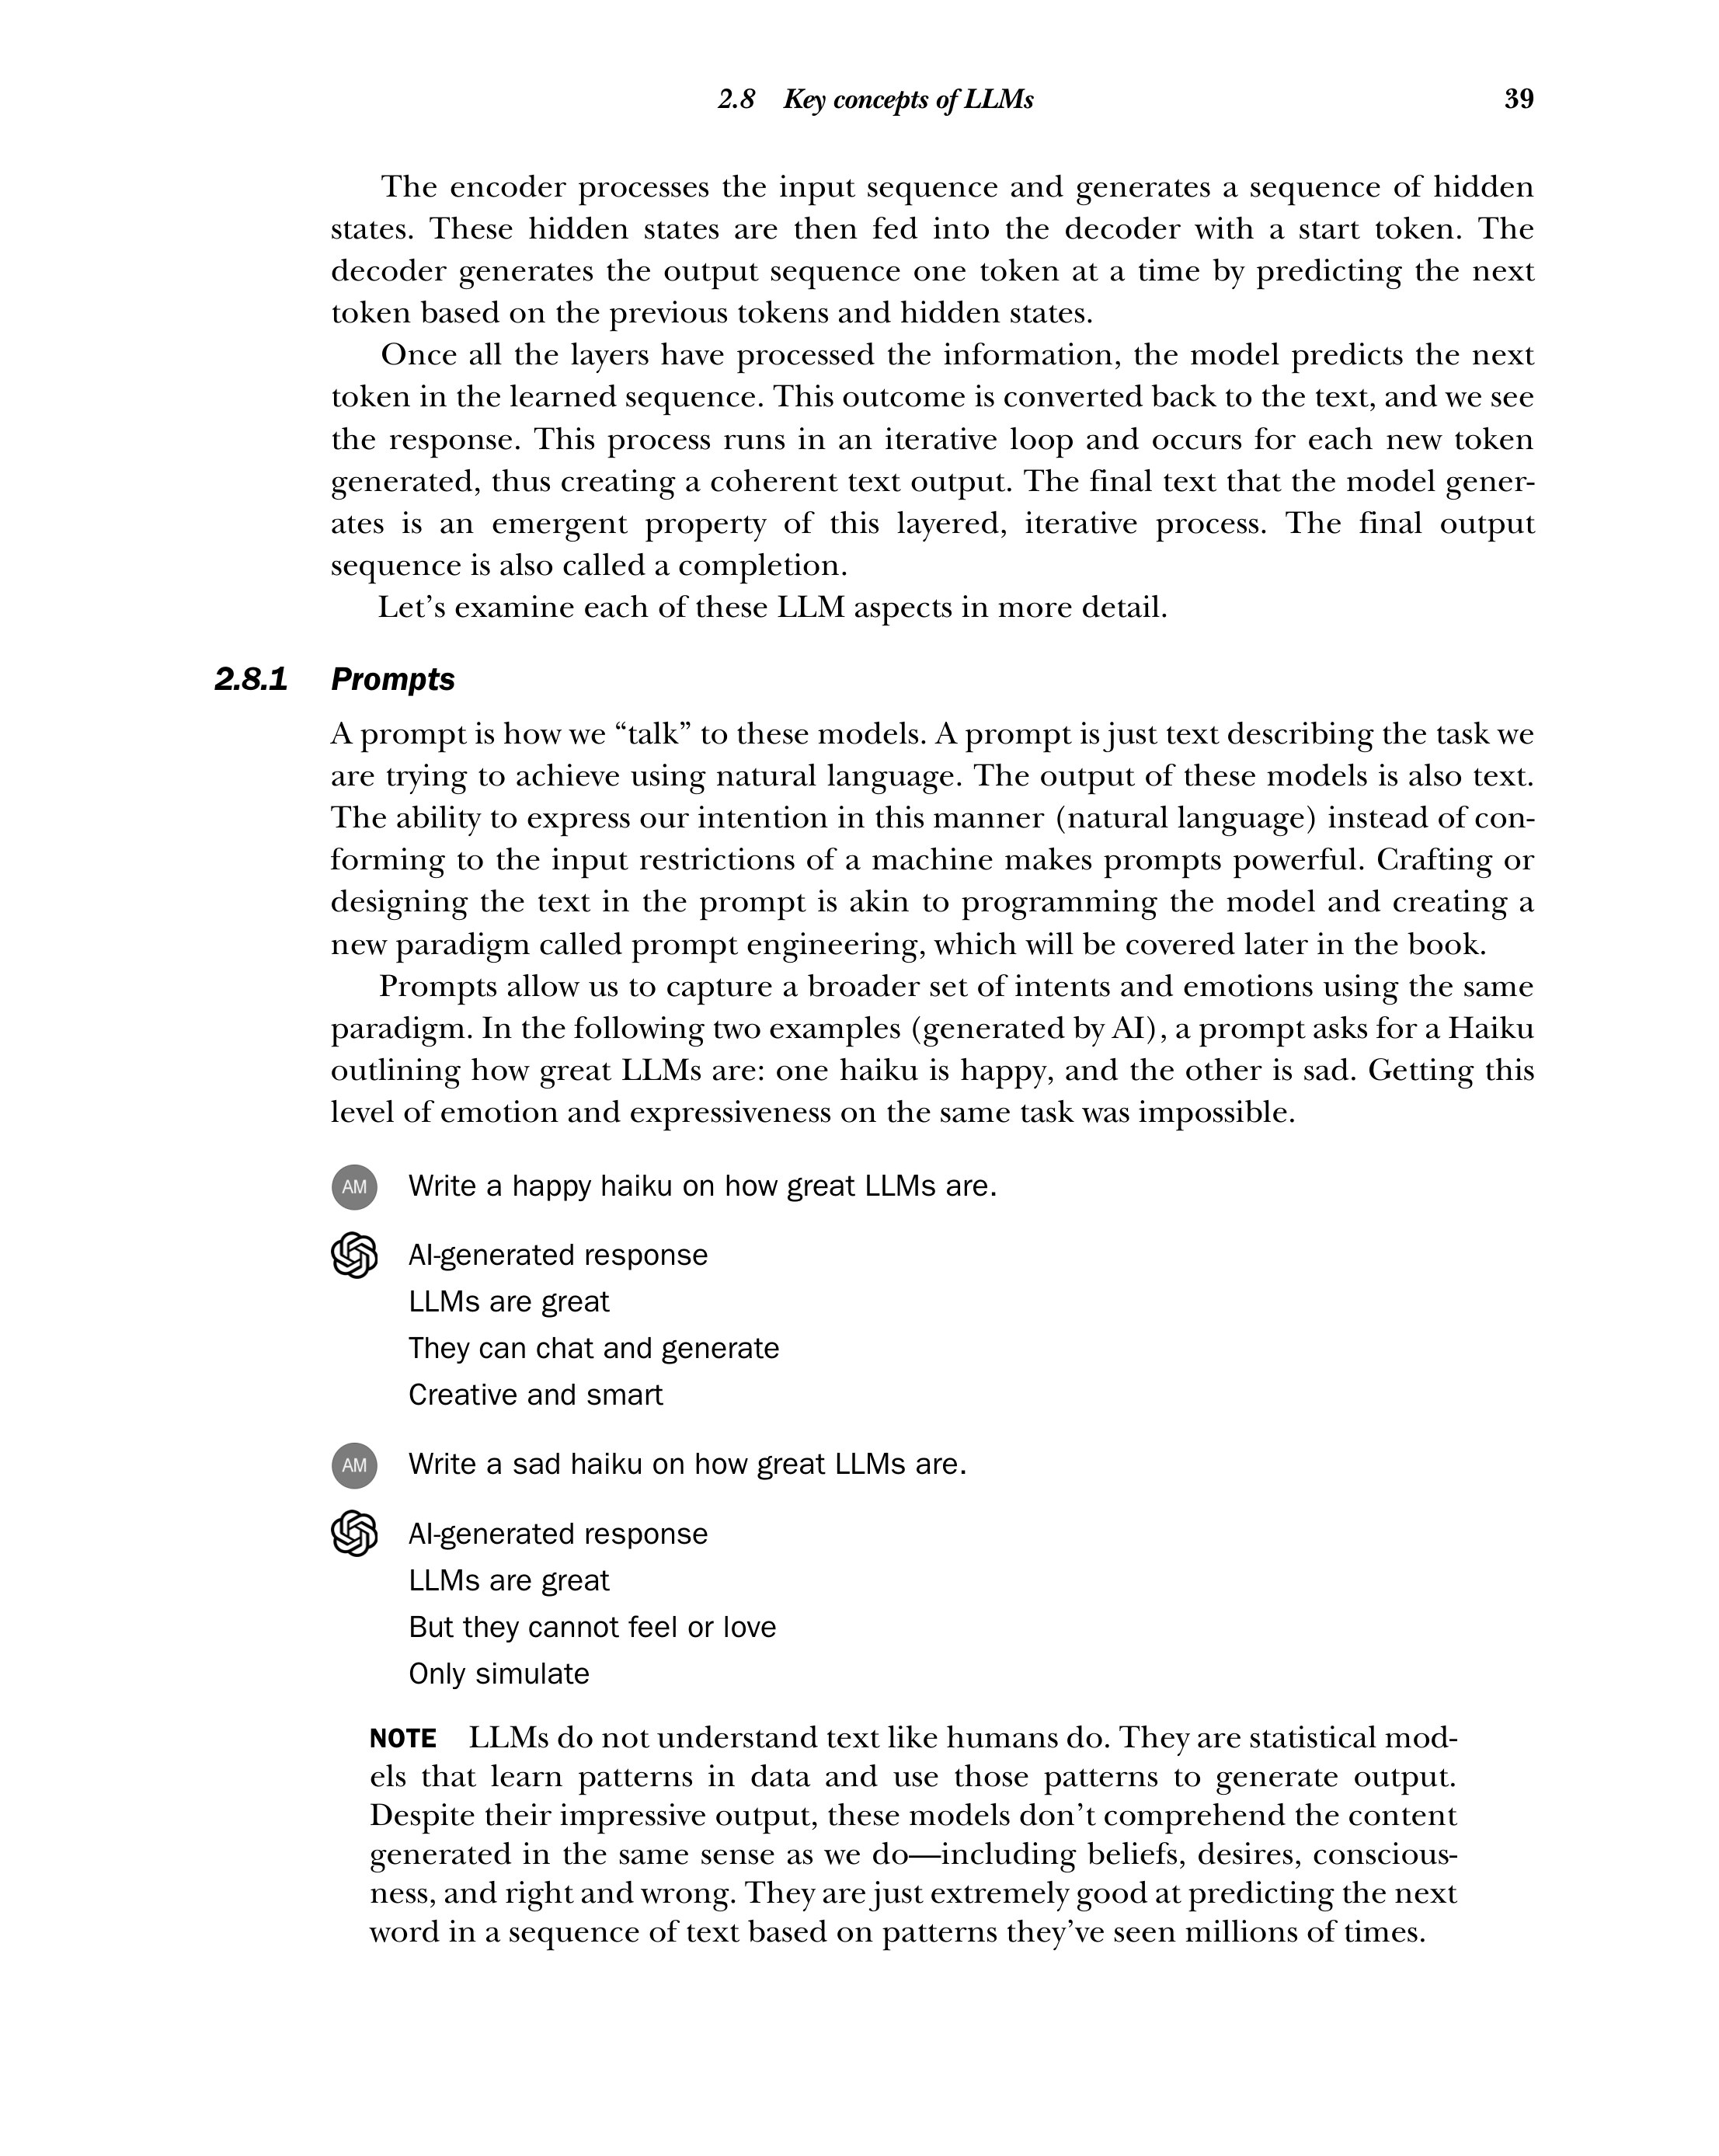 2.8 Key concepts of LLMs 39
The encoder processes the input sequence and generates a sequence of hidden
states. These hidden states are then fed into the decoder with a start token. The
decoder generates the output sequence one token at a time by predicting the next
token based on the previous tokens and hidden states.
Once all the layers have processed the information, the model predicts the next
token in the learned sequence. This outcome is converted back to the text, and we see
the response. This process runs in an iterative loop and occurs for each new token
generated, thus creating a coherent text output. The final text that the model gener-
ates is an emergent property of this layered, iterative process. The final output
sequence is also called a completion.
Let’s examine each of these LLM aspects in more detail.
2.8.1 Prompts
A prompt is how we “talk” to these models. A prompt is just text describing the task we
are trying to achieve using natural language. The output of these models is also text.
The ability to express our intention in this manner (natural language) instead of con-
forming to the input restrictions of a machine makes prompts powerful. Crafting or
designing the text in the prompt is akin to programming the model and creating a
new paradigm called prompt engineering, which will be covered later in the book.
Prompts allow us to capture a broader set of intents and emotions using the same
paradigm. In the following two examples (generated by AI), a prompt asks for a Haiku
outlining how great LLMs are: one haiku is happy, and the other is sad. Getting this
level of emotion and expressiveness on the same task was impossible.
AM Write a happy haiku on how great LLMs are.
AI-generated response
LLMs are great
They can chat and generate
Creative and smart
AM Write a sad haiku on how great LLMs are.
AI-generated response
LLMs are great
But they cannot feel or love
Only simulate
NOTE LLMs do not understand text like humans do. They are statistical mod-
els that learn patterns in data and use those patterns to generate output.
Despite their impressive output, these models don’t comprehend the content
generated in the same sense as we do—including beliefs, desires, conscious-
ness, and right and wrong. They are just extremely good at predicting the next
word in a sequence of text based on patterns they’ve seen millions of times.